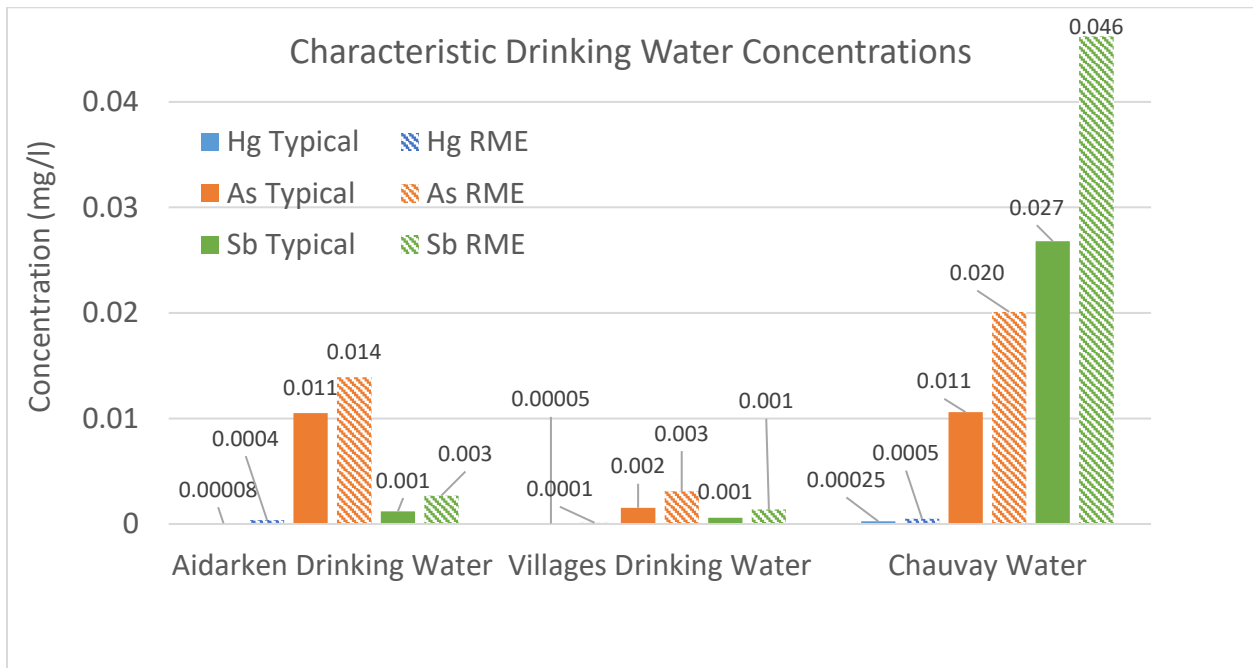 Characteristic Drinking Water Concentrations
Concentration (mg/l)
0.04
0.03
0.02
0.01
0
Hg Typical
Hg RME
As Typical
As RME
Sb Typical
Sb RME
0.00008
0.0004
0.011
0.014
0.001
0.003
0.00005
0.0001
0.002
0.003
0.001
0.001
0.00025
0.0005
0.011
0.020
0.027
0.046
Aidarken Drinking Water
Villages Drinking Water
Chauvay Water